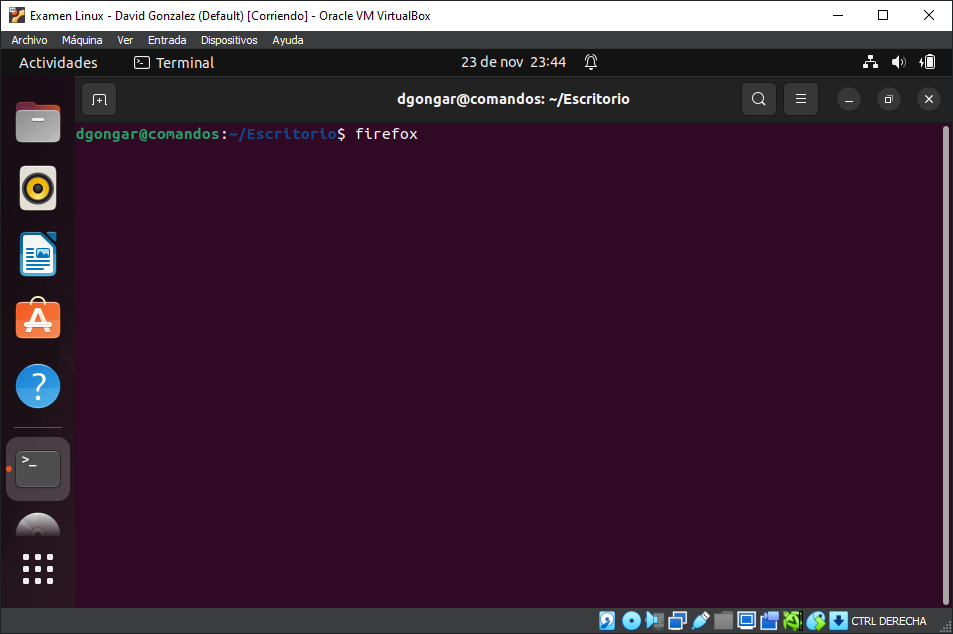 Examen Linux - David Gonzalez (Default) [Corriendo] - Oracle VM VirtualBox
Archivo Máquina Ver Entrada Dispositivos Ayuda
Actividades Terminal 23 de nov 23:44
dgongar@comandos: ~/Escritorio
dgongar@comandos:~/Escritorio$ firefox
?
>_
CTRL DERECHA